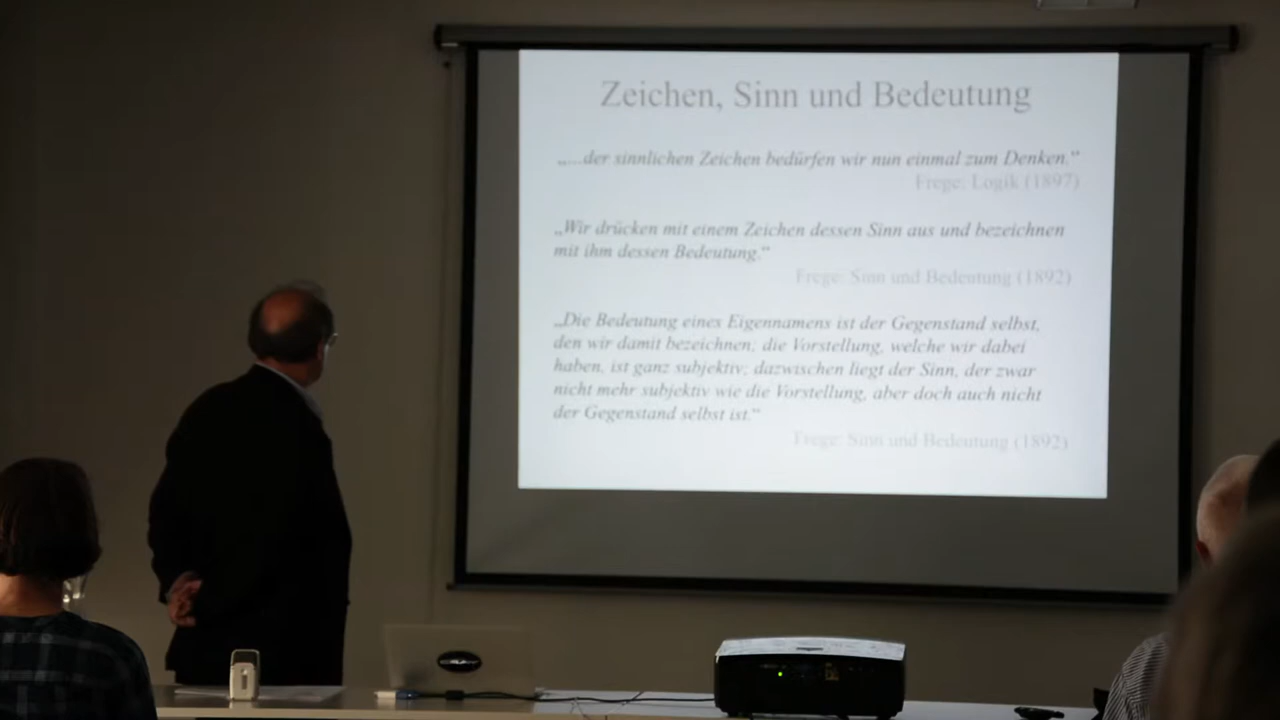 Zeichen, Sinn und Bedeutung
„...der sinnlichen Zeichen bedürfen wir nun einmal zum Denken.“
Frege: Logik (1897)
„Wir drücken mit einem Zeichen dessen Sinn aus und bezeichnen
mit ihm dessen Bedeutung.“
Frege: Sinn und Bedeutung (1892)
„Die Bedeutung eines Eigennamens ist der Gegenstand selbst,
den wir damit bezeichnen; die Vorstellung, welche wir dabei
haben, ist ganz subjektiv; dazwischen liegt der Sinn, der zwar
nicht mehr subjektiv wie die Vorstellung, aber doch auch nicht
der Gegenstand selbst ist.“
Frege: Sinn und Bedeutung (1892)